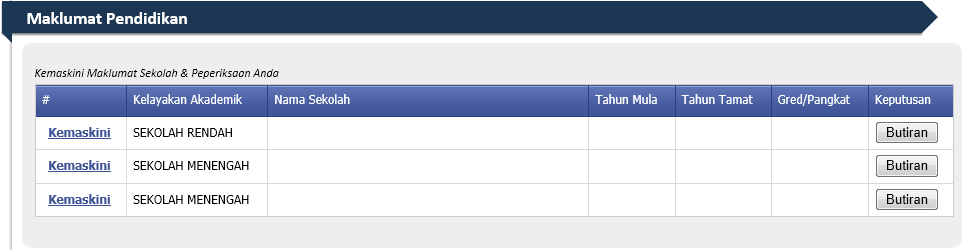 Maklumat Pendidikan
Kemaskini Maklumat Sekolah & Peperiksaan Anda
# Kelayakan Akademik Nama Sekolah Tahun Mula Tahun Tamat Gred/Pangkat Keputusan
Kemaskini SEKOLAH RENDAH Butiran
Kemaskini SEKOLAH MENENGAH Butiran
Kemaskini SEKOLAH MENENGAH Butiran